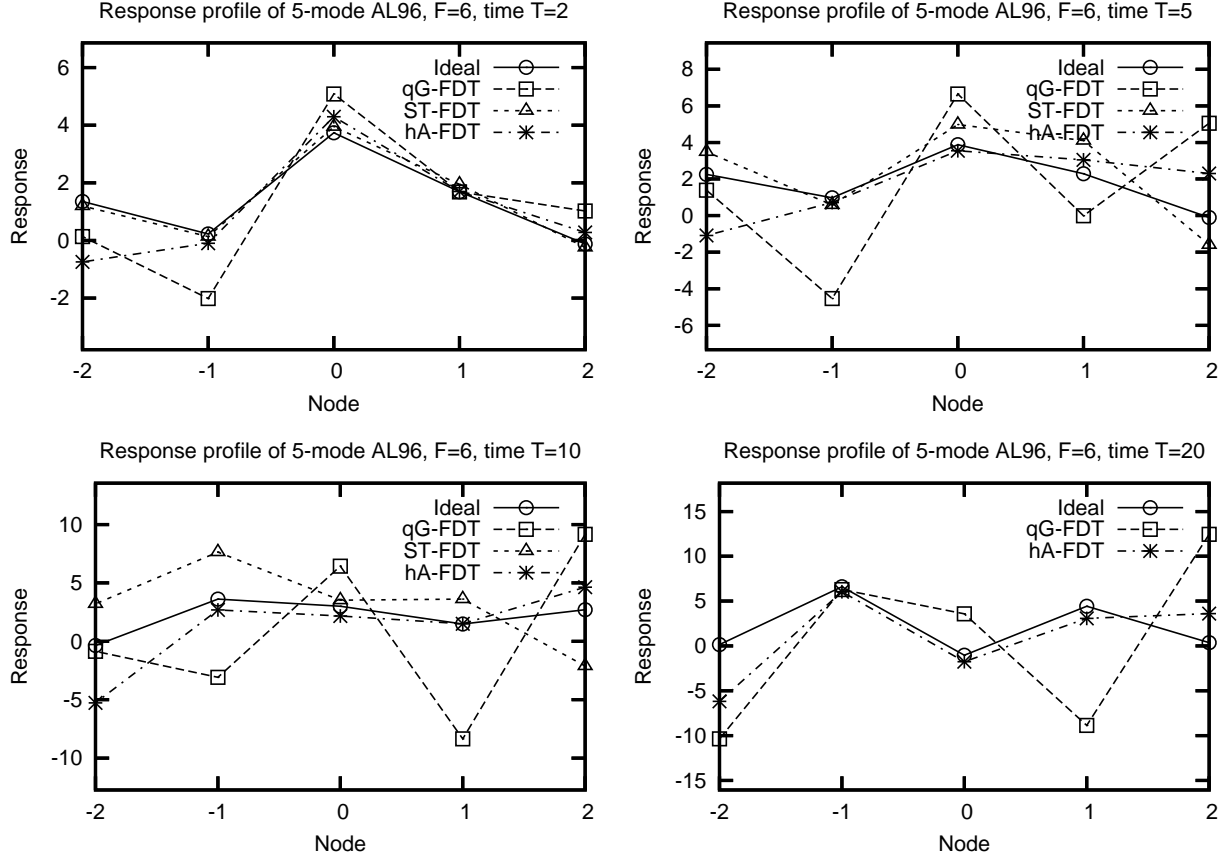 Response profile of 5-mode AL96, F=6, time T=2
6
4
2
0
-2
Response
-2 -1 0 1 2
Node
Ideal
qG-FDT
ST-FDT
hA-FDT
Response profile of 5-mode AL96, F=6, time T=5
8
6
4
2
0
-2
-4
-6
Response
-2 -1 0 1 2
Node
Ideal
qG-FDT
ST-FDT
hA-FDT
Response profile of 5-mode AL96, F=6, time T=10
10
5
0
-5
-10
Response
-2 -1 0 1 2
Node
Ideal
qG-FDT
ST-FDT
hA-FDT
Response profile of 5-mode AL96, F=6, time T=20
15
10
5
0
-5
-10
-15
Response
-2 -1 0 1 2
Node
Ideal
qG-FDT
hA-FDT